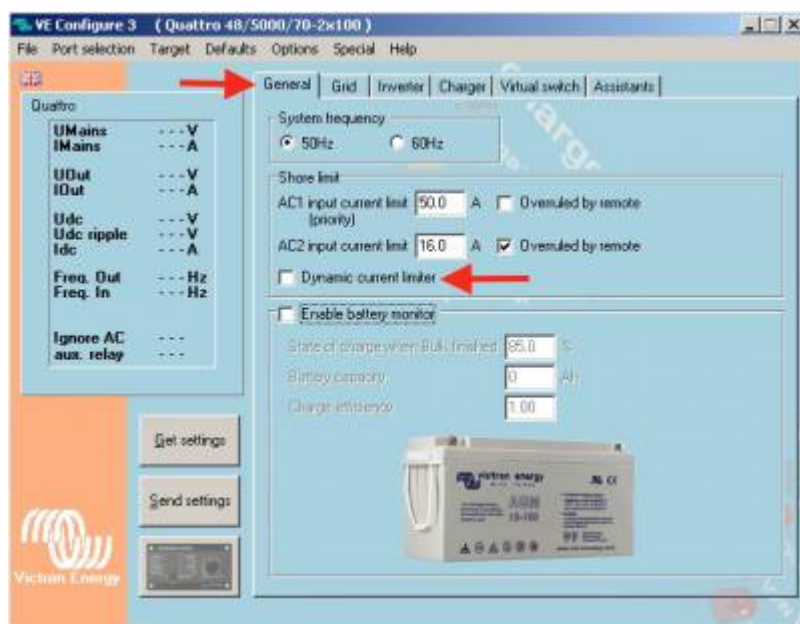 VE Configure 3 ( Quattro 48/5000/70-2x100 )
File Port selection Target Defaults Options Special Help
General Grid Inverter Charger Virtual switch Assistants
Quattro
UMains ---V
IMains ---A
UOut ---V
IOut ---A
Udc ---V
Udc ripple ---V
Idc ---A
Freq. Out ---Hz
Freq. In ---Hz
Ignore AC ---
aux. relay ---
Get settings
Send settings
Victron Energy
System frequency
50Hz 60Hz
Shore limit
AC1 input current limit 50.0 A Overruled by remote
(priority)
AC2 input current limit 16.0 A Overruled by remote
Dynamic current limiter
Enable battery monitor
State of charge when Bulk finished 85.0 %
Battery capacity 0 Ah
Charge efficiency 1.00
victron energy